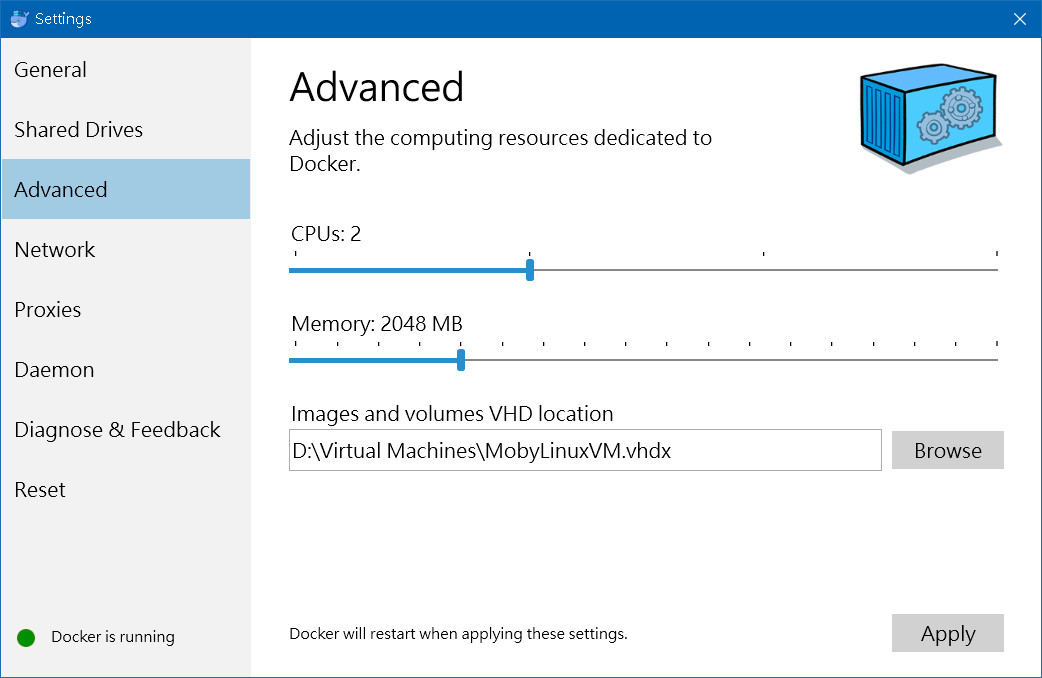 Settings
General
Shared Drives
Advanced
Network
Proxies
Daemon
Diagnose & Feedback
Reset
Docker is running
Advanced
Adjust the computing resources dedicated to
Docker.
CPUs: 2
Memory: 2048 MB
Images and volumes VHD location
D:\Virtual Machines\MobyLinuxVM.vhdx
Browse
Docker will restart when applying these settings.
Apply